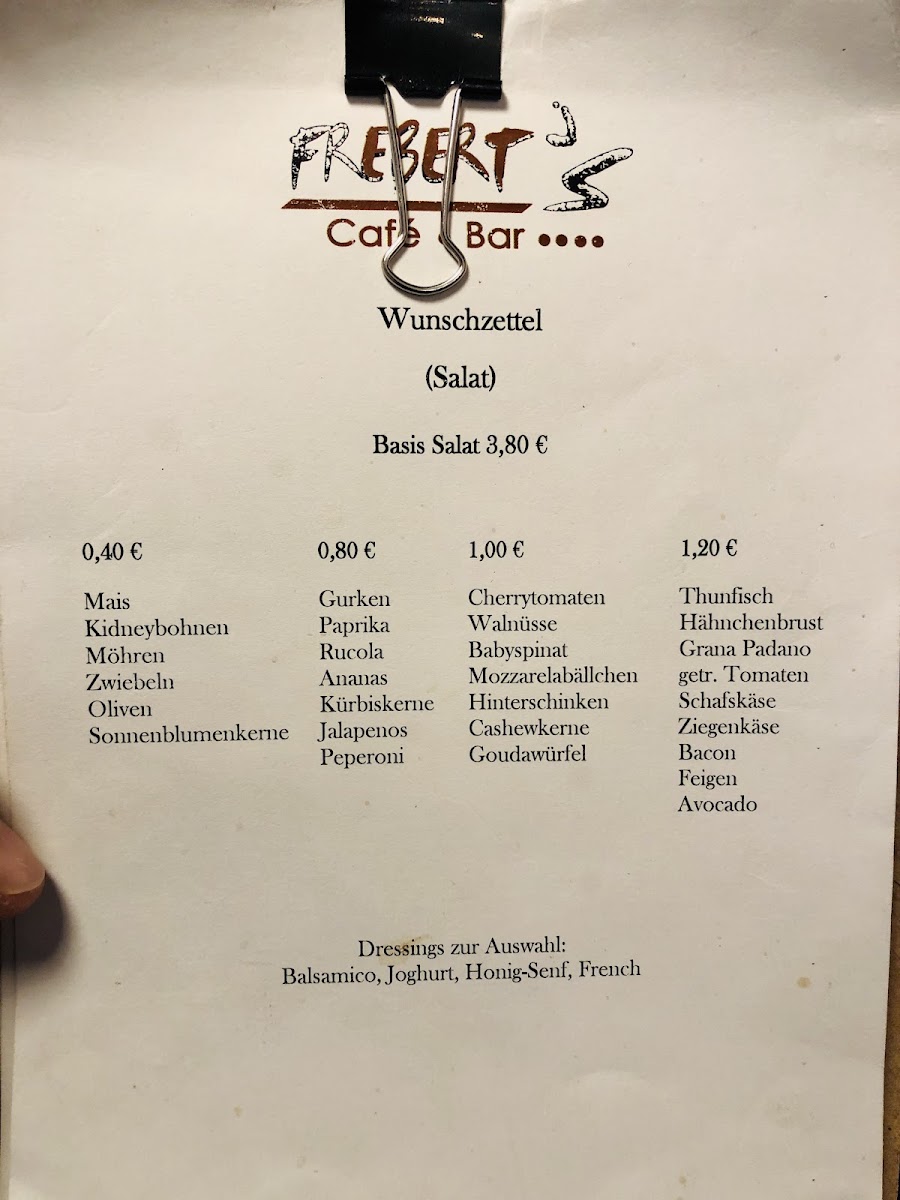 FREBERT's
Café • Bar ••••
Wunschzettel
(Salat)
Basis Salat 3,80 €
0,40 €
Mais
Kidneybohnen
Möhren
Zwiebeln
Oliven
Sonnenblumenkerne
0,80 €
Gurken
Paprika
Rucola
Ananas
Kürbiskerne
Jalapenos
Peperoni
1,00 €
Cherrytomaten
Walnüsse
Babyspinat
Mozzarelabällchen
Hinterschinken
Cashewkerne
Goudawürfel
1,20 €
Thunfisch
Hähnchenbrust
Grana Padano
getr. Tomaten
Schafskäse
Ziegenkäse
Bacon
Feigen
Avocado
Dressings zur Auswahl:
Balsamico, Joghurt, Honig-Senf, French